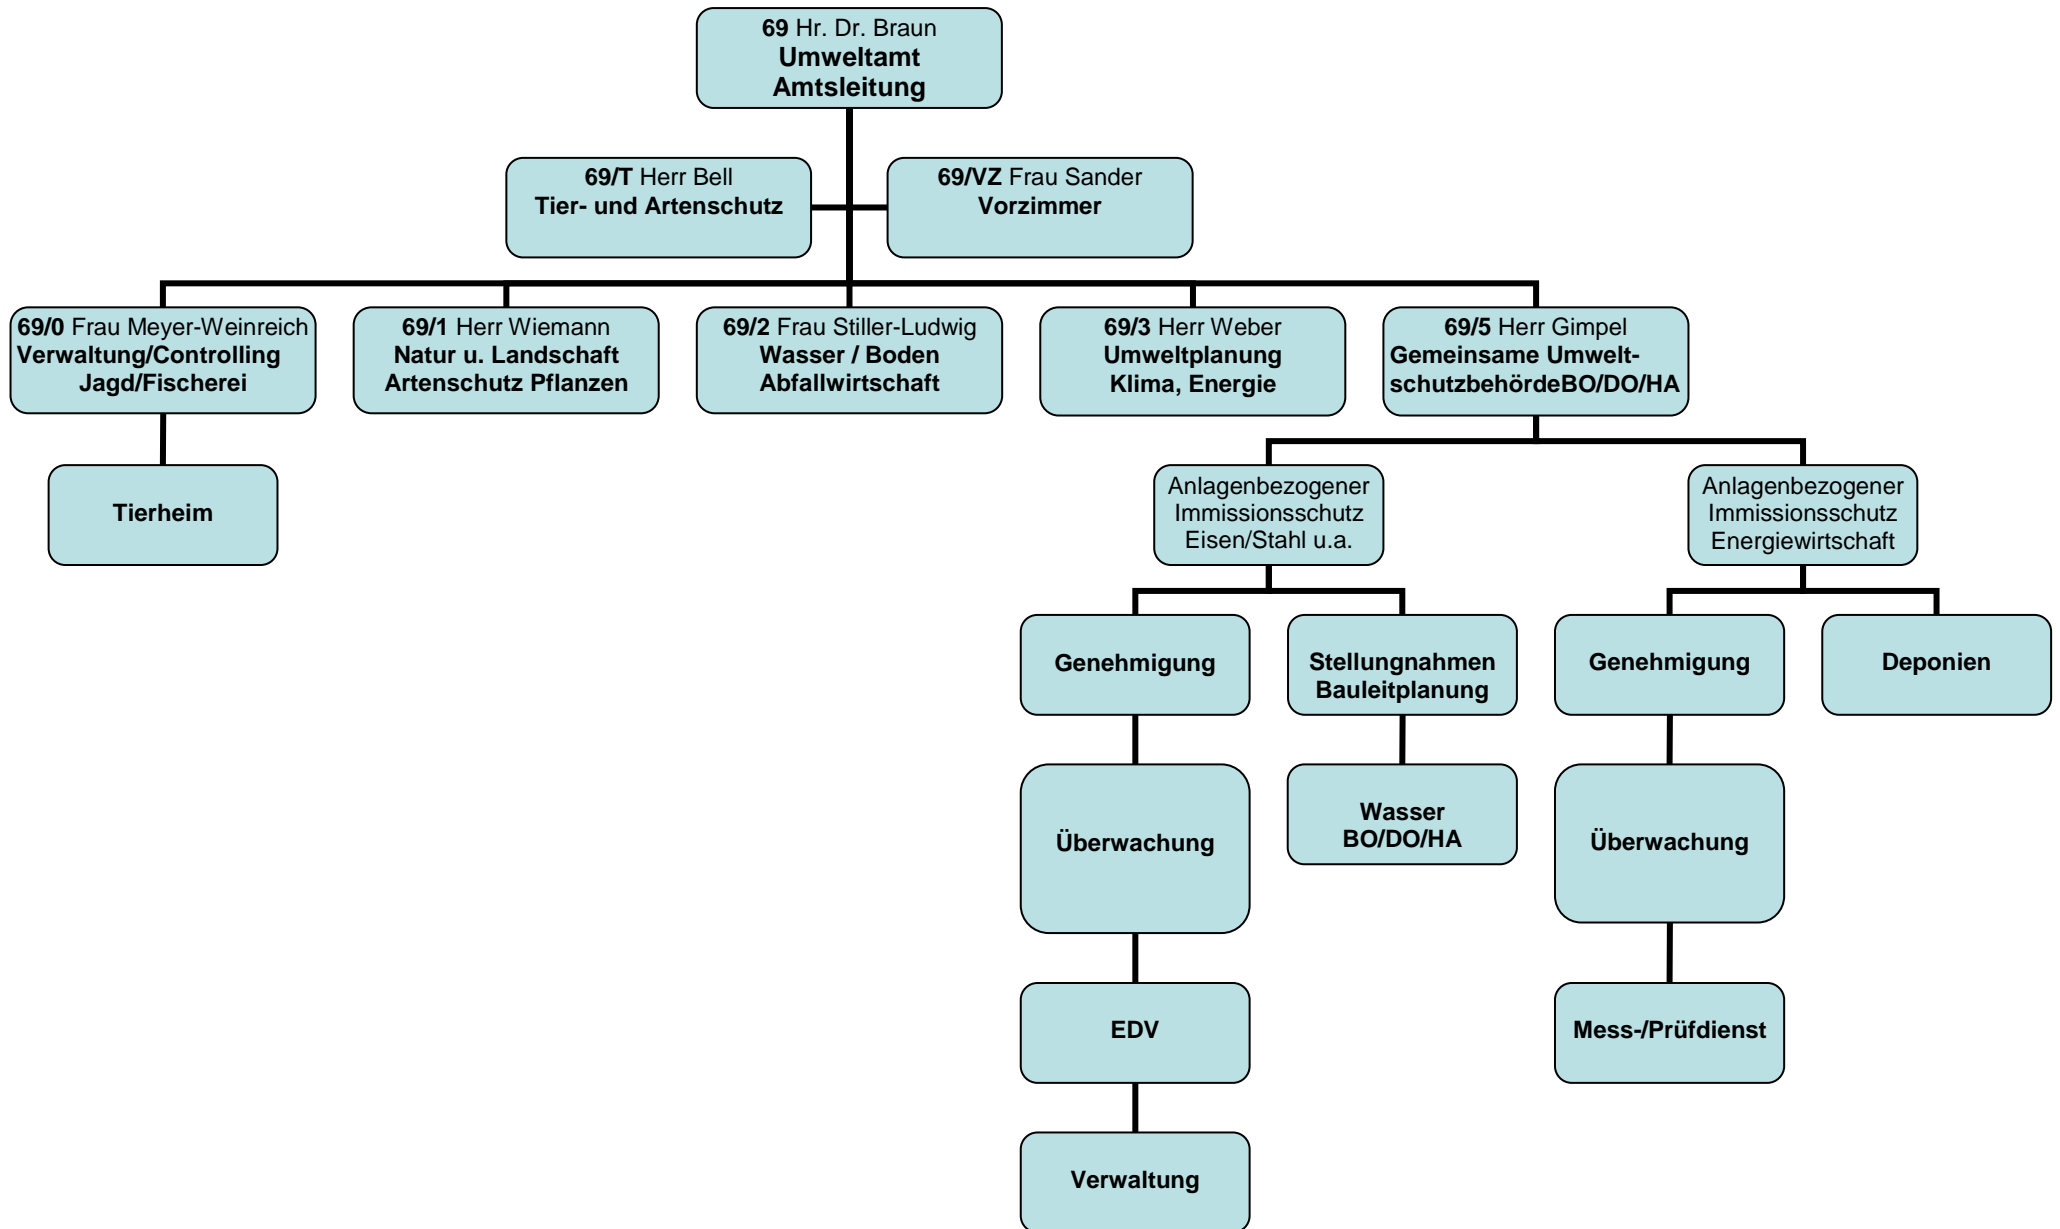 69 Hr. Dr. Braun
Umweltamt
Amtsleitung
69/T Herr Bell
Tier- und Artenschutz
69/VZ Frau Sander
Vorzimmer
69/0 Frau Meyer-Weinreich
Verwaltung/Controlling
Jagd/Fischerei
69/1 Herr Wiemann
Natur u. Landschaft
Artenschutz Pflanzen
69/2 Frau Stiller-Ludwig
Wasser / Boden
Abfallwirtschaft
69/3 Herr Weber
Umweltplanung
Klima, Energie
69/5 Herr Gimpel
Gemeinsame Umwelt-
schutzbehördeBO/DO/HA
Tierheim
Anlagenbezogener
Immissionsschutz
Eisen/Stahl u.a.
Anlagenbezogener
Immissionsschutz
Energiewirtschaft
Genehmigung
Stellungnahmen
Bauleitplanung
Genehmigung
Deponien
Überwachung
Wasser
BO/DO/HA
Überwachung
EDV
Mess-/Prüfdienst
Verwaltung